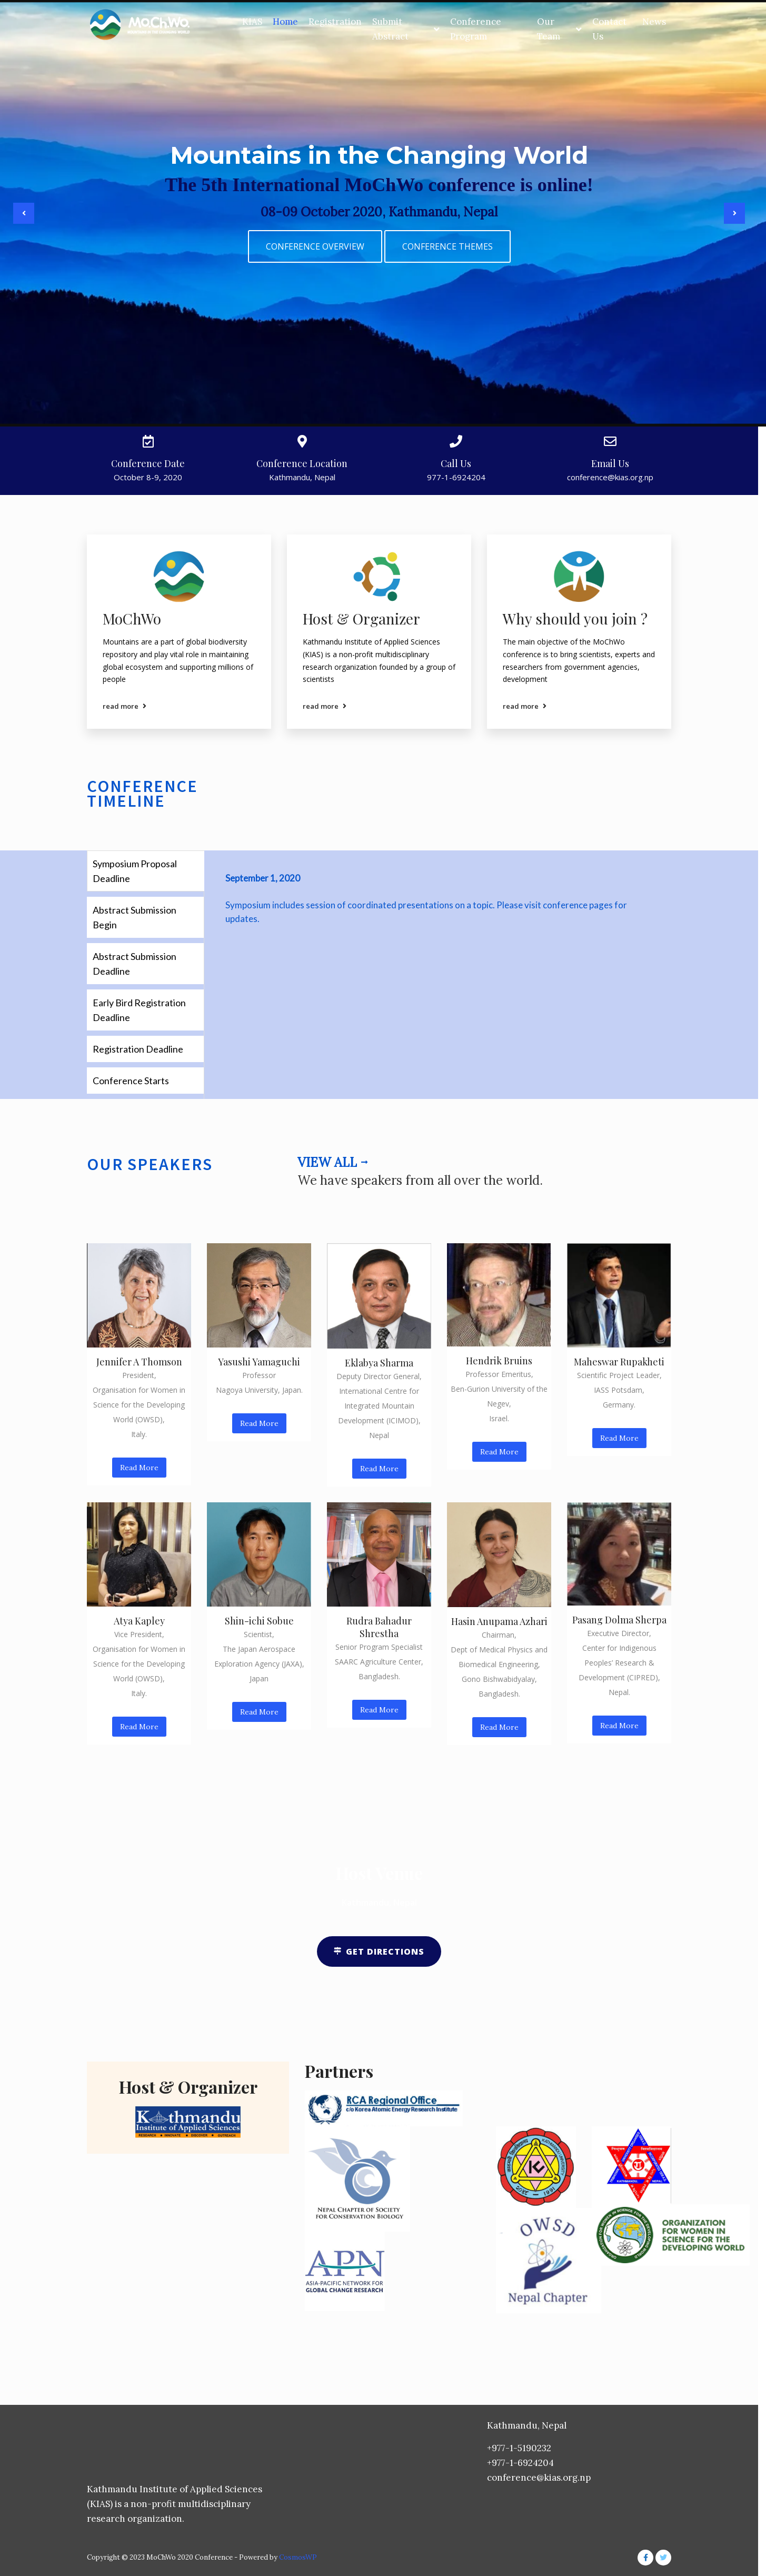 MoChWo
KIAS
Home
Registration
Submit Abstract
Conference Program
Our Team
Contact Us
News
Mountains in the Changing World
The 5th International MoChWo conference is online!
08-09 October 2020, Kathmandu, Nepal
CONFERENCE OVERVIEW
CONFERENCE THEMES
Conference Date
October 8-9, 2020
Conference Location
Kathmandu, Nepal
Call Us
977-1-6924204
Email Us
conference@kias.org.np
MoChWo
Mountains are a part of global biodiversity
repository and play vital role in maintaining
global ecosystem and supporting millions of
people
read more
Host & Organizer
Kathmandu Institute of Applied Sciences
(KIAS) is a non-profit multidisciplinary
research organization founded by a group of
scientists
read more
Why should you join ?
The main objective of the MoChWo
conference is to bring scientists, experts and
researchers from government agencies,
development
read more
CONFERENCE
TIMELINE
Symposium Proposal
Deadline
Abstract Submission
Begin
Abstract Submission
Deadline
Early Bird Registration
Deadline
Registration Deadline
Conference Starts
September 1, 2020
Symposium includes session of coordinated presentations on a topic. Please visit conference pages for
updates.
OUR SPEAKERS
VIEW ALL →
We have speakers from all over the world.
Jennifer A Thomson
President,
Organisation for Women in
Science for the Developing
World (OWSD),
Italy.
Read More
Yasushi Yamaguchi
Professor
Nagoya University, Japan.
Read More
Eklabya Sharma
Deputy Director General,
International Centre for
Integrated Mountain
Development (ICIMOD),
Nepal
Read More
Hendrik Bruins
Professor Emeritus,
Ben-Gurion University of the
Negev,
Israel.
Read More
Maheswar Rupakheti
Scientific Project Leader,
IASS Potsdam,
Germany.
Read More
Atya Kapley
Vice President,
Organisation for Women in
Science for the Developing
World (OWSD),
Italy.
Read More
Shin-ichi Sobue
Scientist,
The Japan Aerospace
Exploration Agency (JAXA),
Japan
Read More
Rudra Bahadur
Shrestha
Senior Program Specialist
SAARC Agriculture Center,
Bangladesh.
Read More
Hasin Anupama Azhari
Chairman,
Dept of Medical Physics and
Biomedical Engineering,
Gono Bishwabidyalay,
Bangladesh.
Read More
Pasang Dolma Sherpa
Executive Director,
Center for Indigenous
Peoples' Research &
Development (CIPRED),
Nepal.
Read More
GET DIRECTIONS
Host & Organizer
Kathmandu
Institute of Applied Sciences
Partners
RCA Regional Office
c/o Korea Atomic Energy Research Institute
NEPAL CHAPTER OF SOCIETY
FOR CONSERVATION BIOLOGY
APN
ASIA-PACIFIC NETWORK FOR
GLOBAL CHANGE RESEARCH
OWSD
Nepal Chapter
ORGANIZATION
FOR WOMEN IN
SCIENCE FOR THE
DEVELOPING WORLD
Kathmandu, Nepal
+977-1-5190232
+977-1-6924204
conference@kias.org.np
Kathmandu Institute of Applied Sciences
(KIAS) is a non-profit multidisciplinary
research organization.
Copyright © 2023 MoChWo 2020 Conference - Powered by